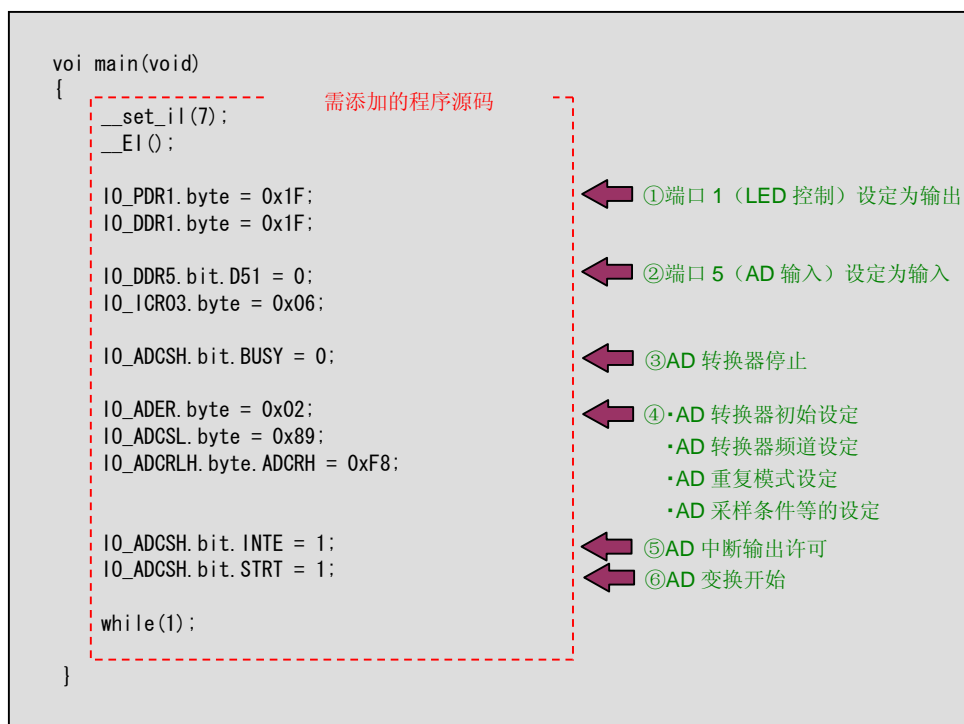 voi main(void)
{
需添加的程序源码
__set_il(7);
__EI();
IO_PDR1.byte = 0x1F;
①端口 1（LED 控制）设定为输出
IO_DDR1.byte = 0x1F;
IO_DDR5.bit.D51 = 0;
②端口 5（AD 输入）设定为输入
IO_ICR03.byte = 0x06;
IO_ADCSH.bit.BUSY = 0;
③AD 转换器停止
IO_ADER.byte = 0x02;
④・AD 转换器初始设定
IO_ADCSL.byte = 0x89;
・AD 转换器频道设定
IO_ADCRLH.byte.ADCRH = 0xF8;
・AD 重复模式设定
・AD 采样条件等的设定
IO_ADCSH.bit.INTE = 1;
⑤AD 中断输出许可
IO_ADCSH.bit.STRT = 1;
⑥AD 变换开始
while(1);
}